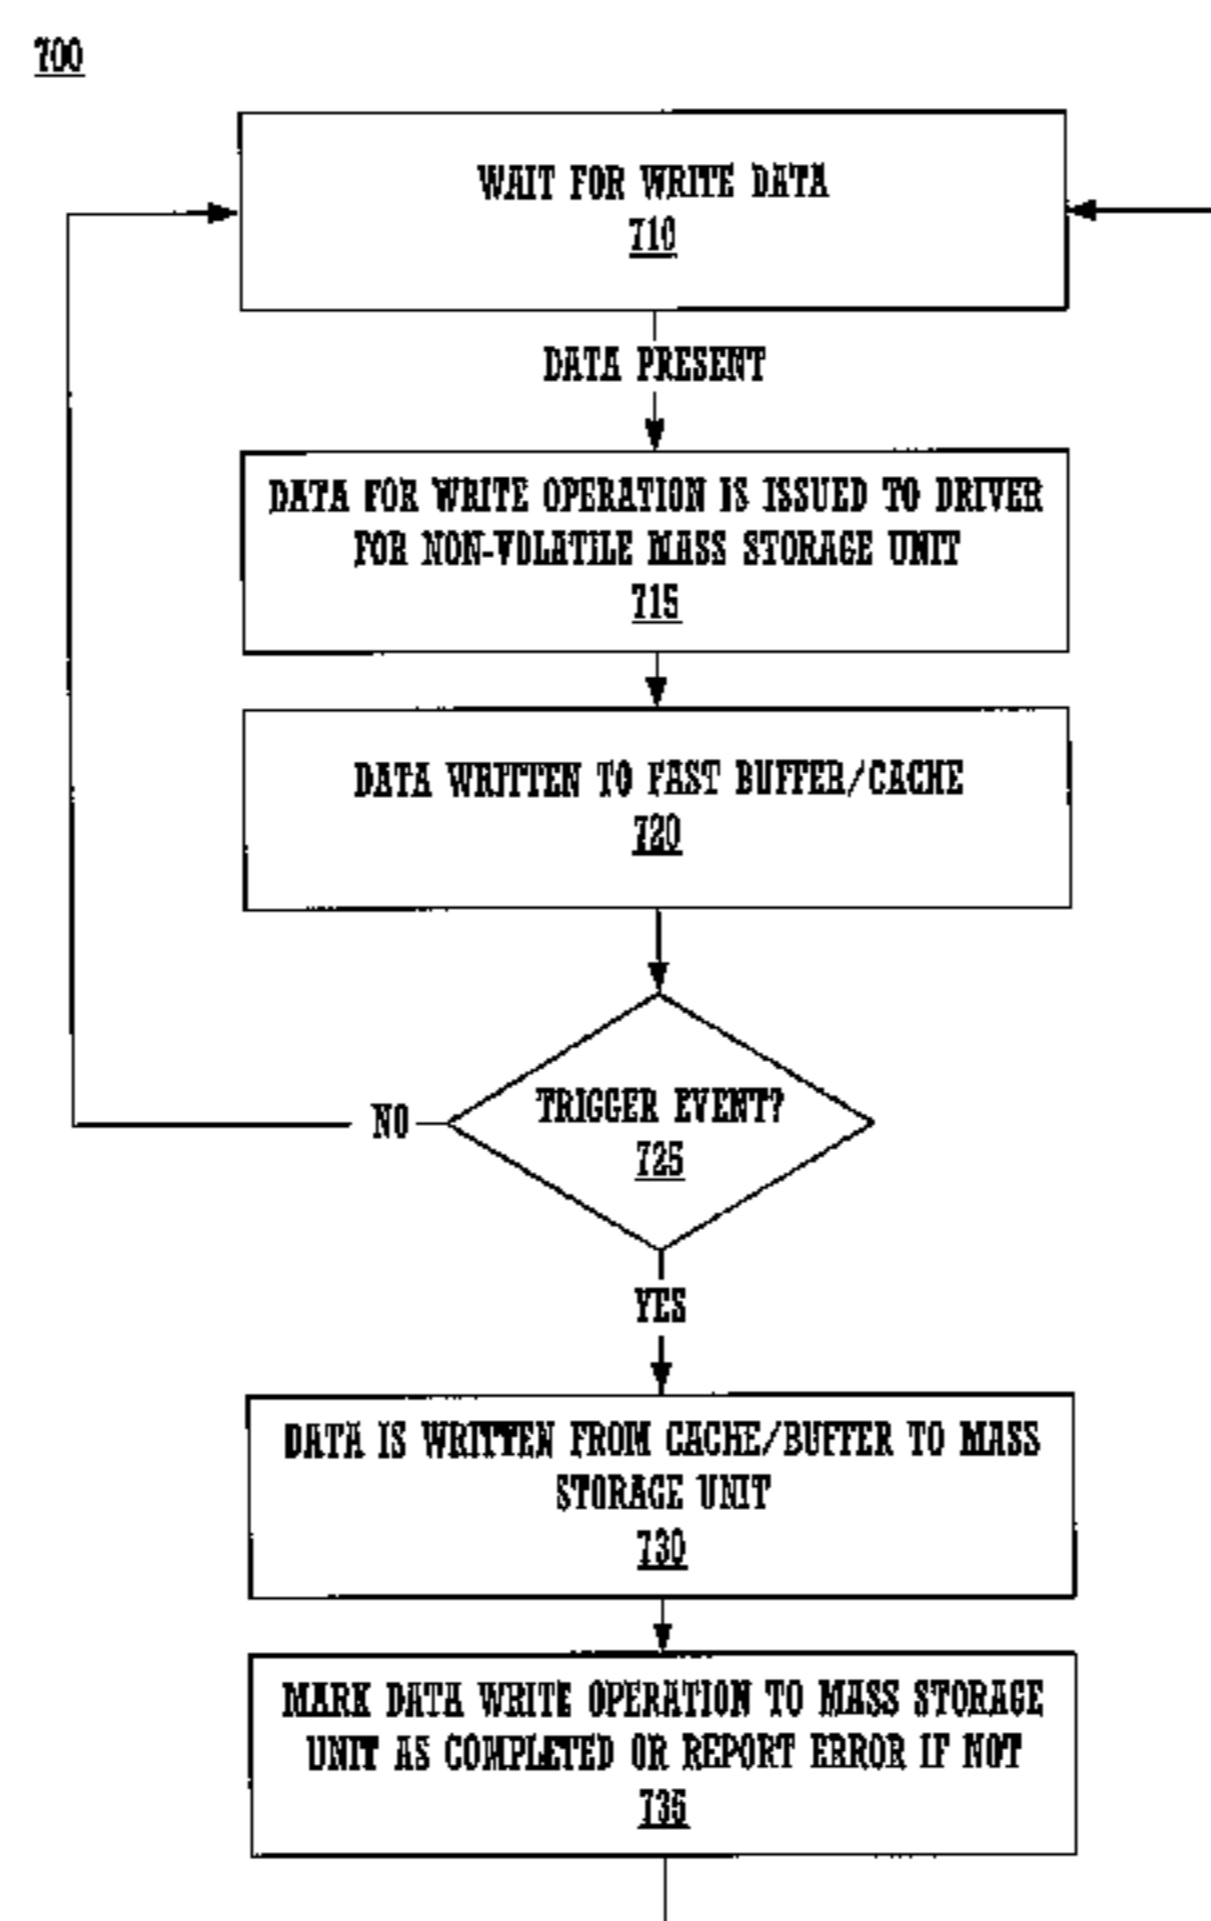 700
WAIT FOR WRITE DATA
710
DATA PRESENT
DATA FOR WRITE OPERATION IS ISSUED TO DRIVER
FOR NON-VOLATILE MASS STORAGE UNIT
715
DATA WRITTEN TO FAST BUFFER/CACHE
720
TRIGGER EVENT?
725
NO
YES
DATA IS WRITTEN FROM CACHE/BUFFER TO MASS
STORAGE UNIT
730
MARK DATA WRITE OPERATION TO MASS STORAGE
UNIT AS COMPLETED OR REPORT ERROR IF NOT
735